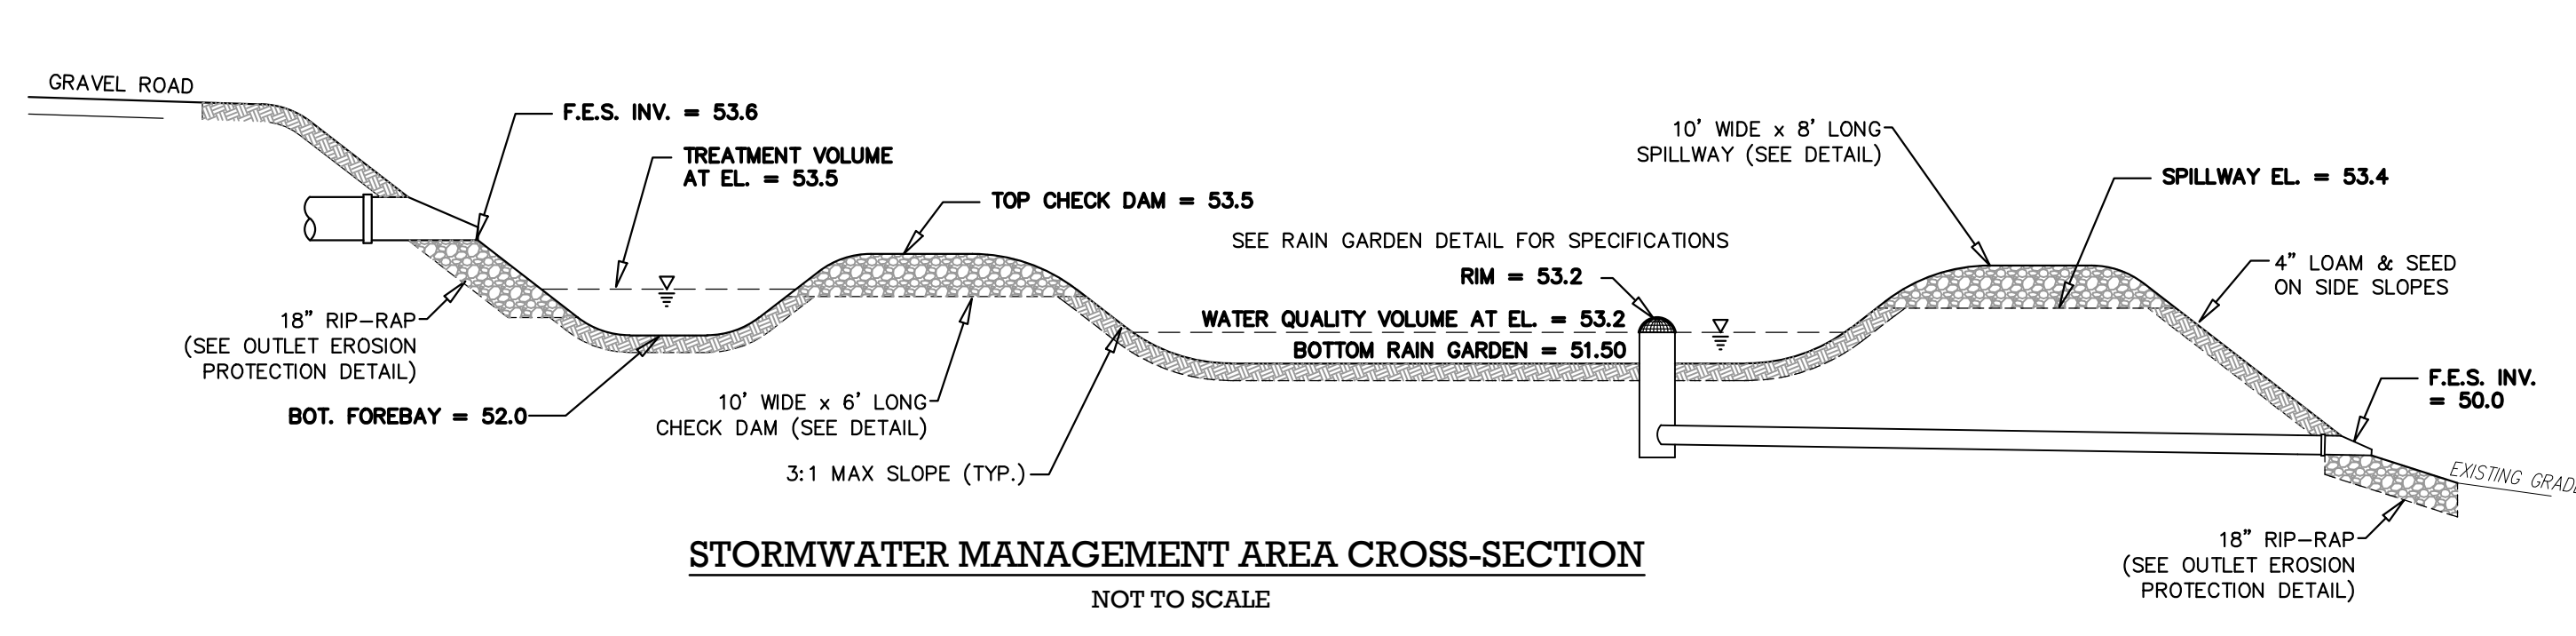 GRAVEL ROAD
F.E.S. INV. = 53.6
TREATMENT VOLUME
AT EL. = 53.5
TOP CHECK DAM = 53.5
SEE RAIN GARDEN DETAIL FOR SPECIFICATIONS
RIM = 53.2
WATER QUALITY VOLUME AT EL. = 53.2
BOTTOM RAIN GARDEN = 51.50
10' WIDE x 8' LONG
SPILLWAY (SEE DETAIL)
SPILLWAY EL. = 53.4
4" LOAM & SEED
ON SIDE SLOPES
18" RIP-RAP
(SEE OUTLET EROSION
PROTECTION DETAIL)
BOT. FOREBAY = 52.0
10' WIDE x 6' LONG
CHECK DAM (SEE DETAIL)
3:1 MAX SLOPE (TYP.)
F.E.S. INV.
= 50.0
EXISTING GRADE
18" RIP-RAP
(SEE OUTLET EROSION
PROTECTION DETAIL)
STORMWATER MANAGEMENT AREA CROSS-SECTION
NOT TO SCALE